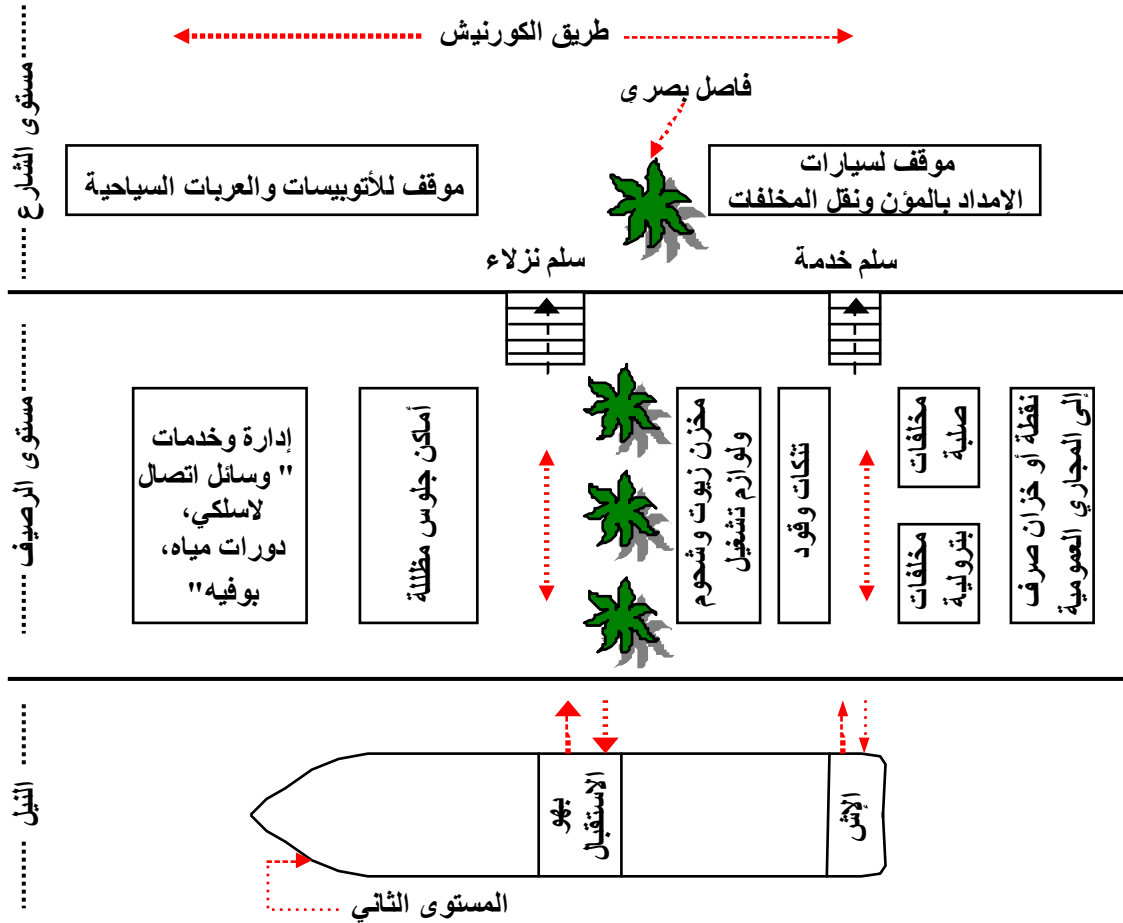 طريق الكورنيش
فاصل بصري
موقف لسيارات
الإمداد بالمؤن ونقل المخلفات
موقف للأتوبيسات والعربات السياحية
سلم خدمة
سلم نزلاء
مستوى الشارع
مستوى الرصيف
النيل
نقطة أو خزان صرف
إلى المجاري العمومية
مخلفات
صلبة
مخلفات
بترولية
تنكات وقود
مخزن زيوت وشحوم
ولوازم تشغيل
أماكن جلوس مظللة
إدارة وخدمات
" وسائل اتصال
لاسلكي،
دورات مياه،
بوفيه"
بهو
الاستقبال
الإش
المستوى الثاني